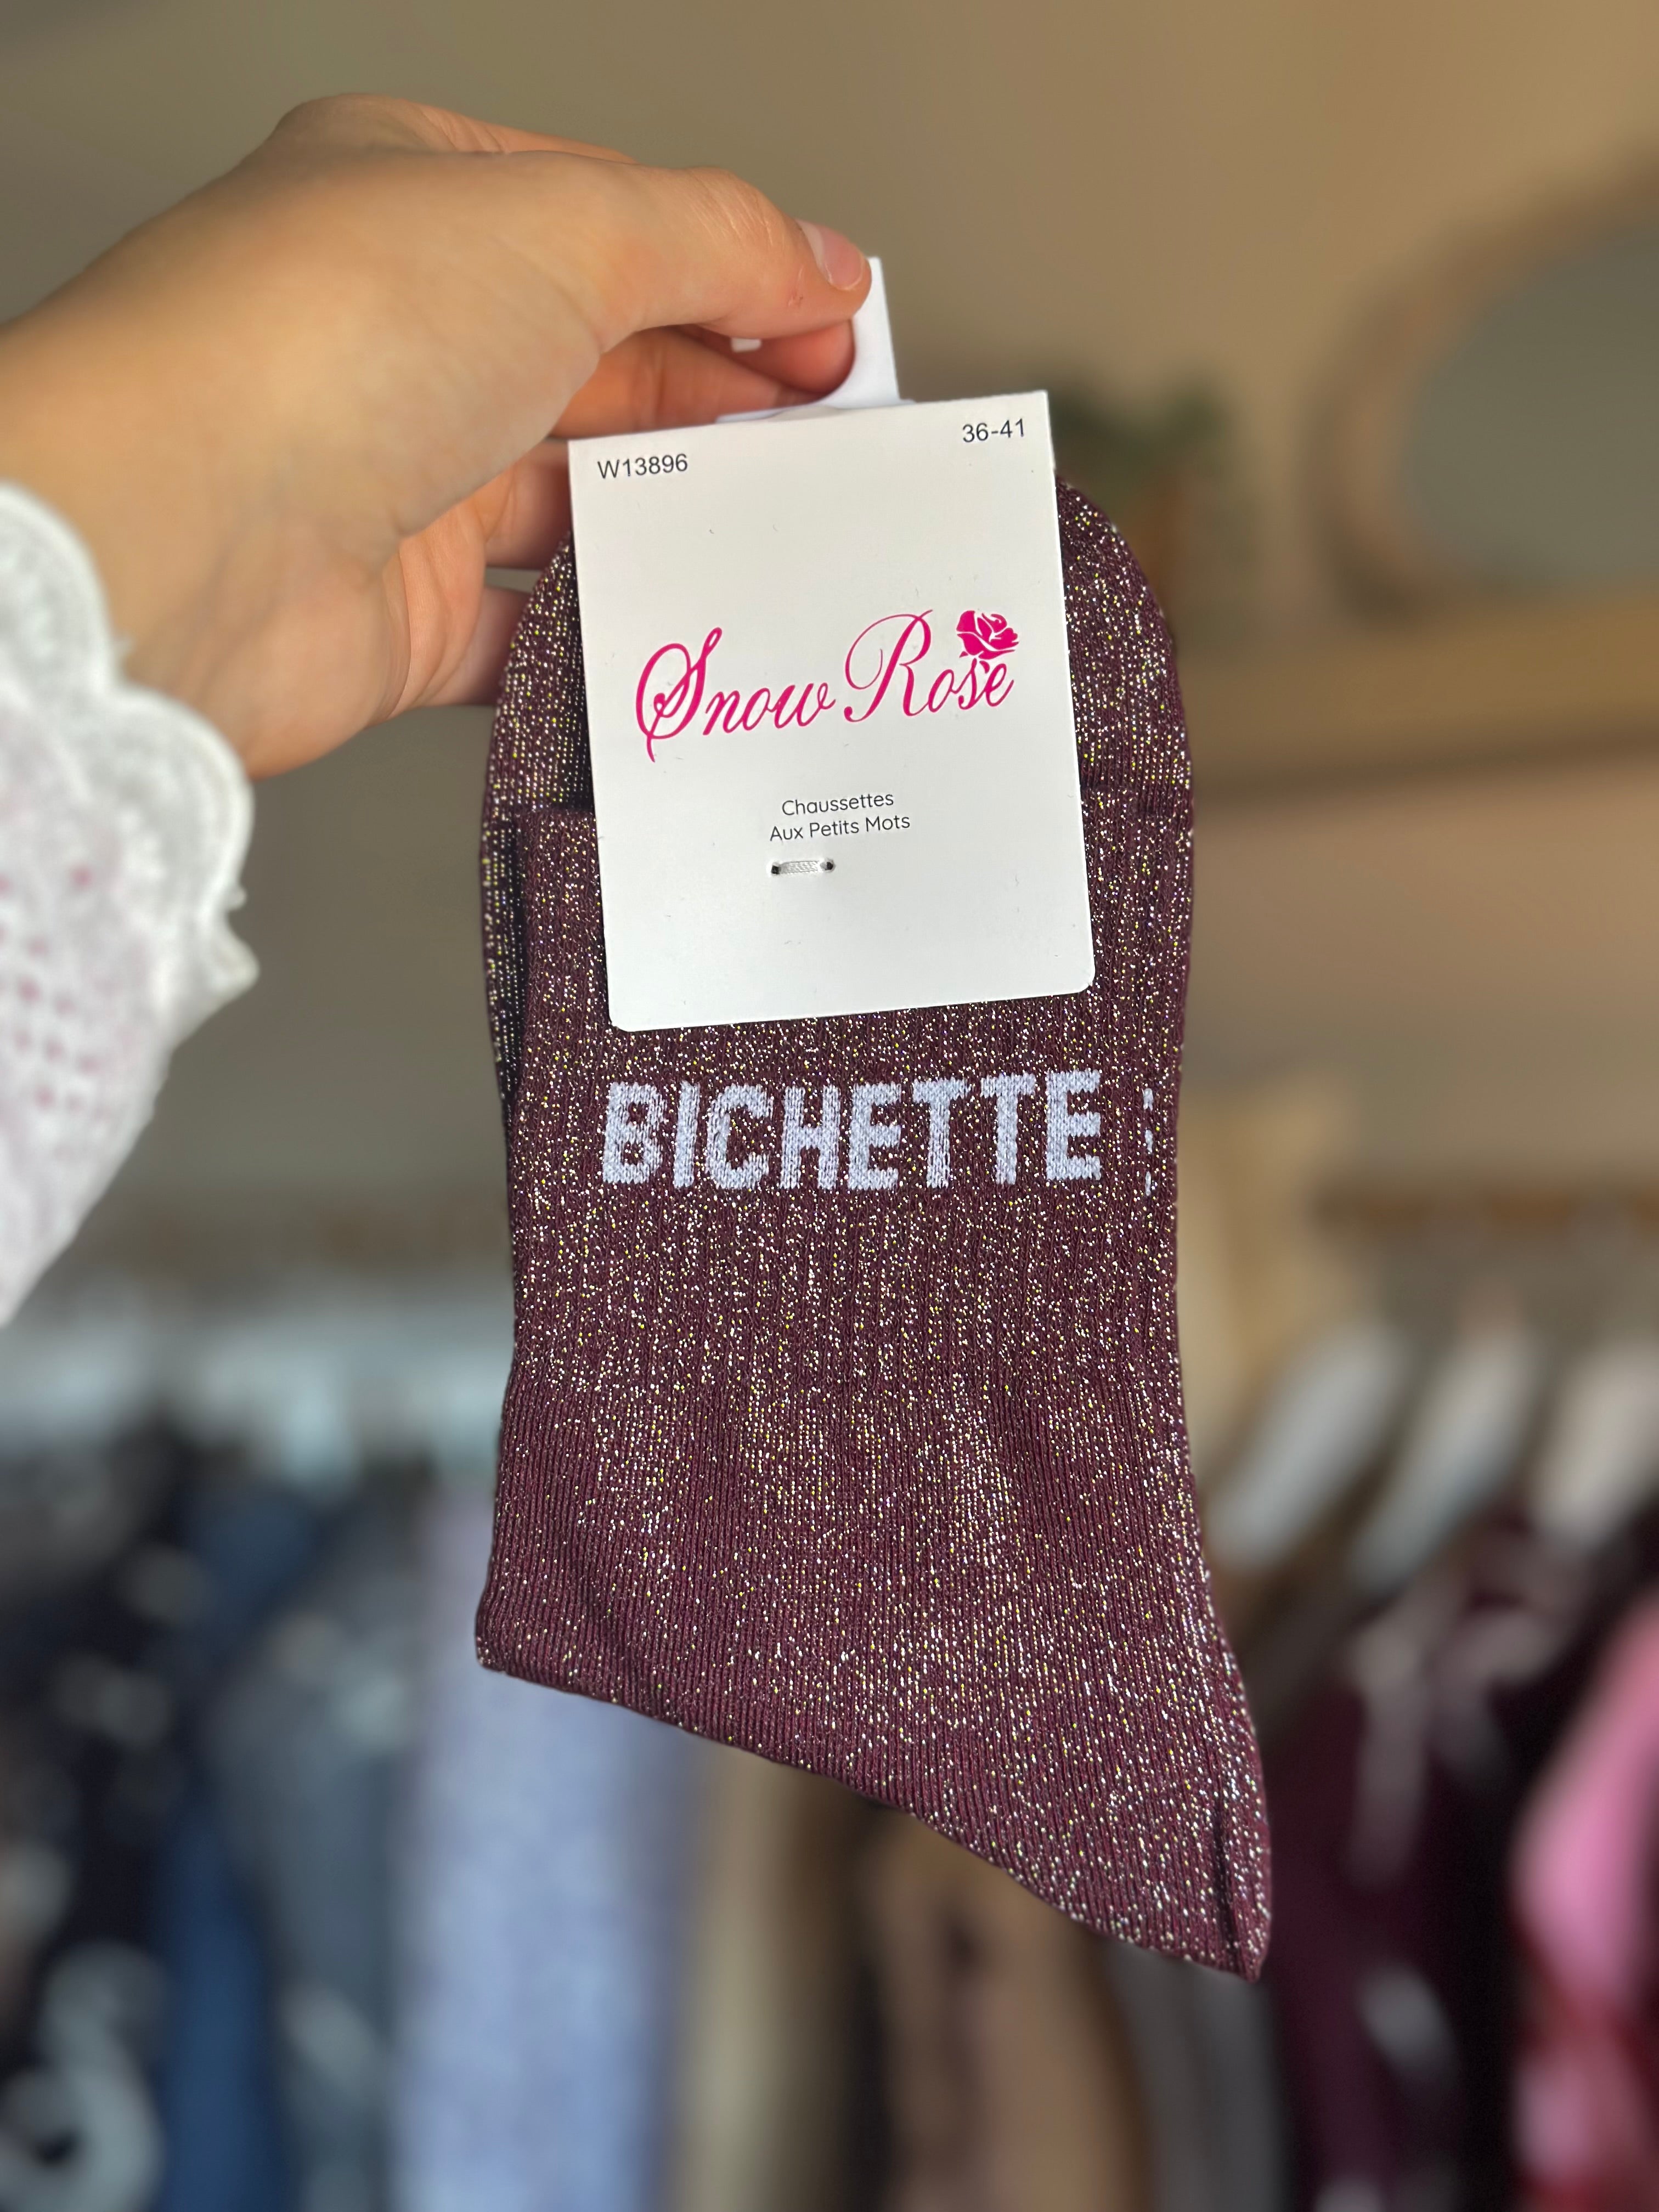 W13896
36-41
Snow Rose
Chaussettes
Aux Petits Mots
BICHETTE